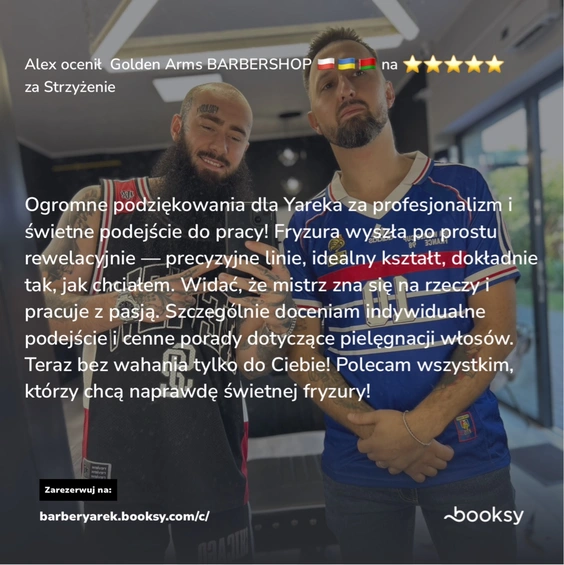 Alex ocenił Golden Arms BARBERSHOP 🇵🇱 🇺🇦 🇧🇾 na ⭐⭐⭐⭐⭐
za Strzyżenie
Ogromne podziękowania dla Yareka za profesjonalizm i
świetne podejście do pracy! Fryzura wyszła po prostu
rewelacyjnie — precyzyjne linie, idealny kształt, dokładnie
tak, jak chciałem. Widać, że mistrz zna się na rzeczy i
pracuje z pasją. Szczególnie doceniam indywidualne
podejście i cenne porady dotyczące pielęgnacji włosów.
Teraz bez wahania tylko do Ciebie! Polecam wszystkim,
którzy chcą naprawdę świetnej fryzury!
Zarezerwuj na:
barberyarek.booksy.com/c/
booksy